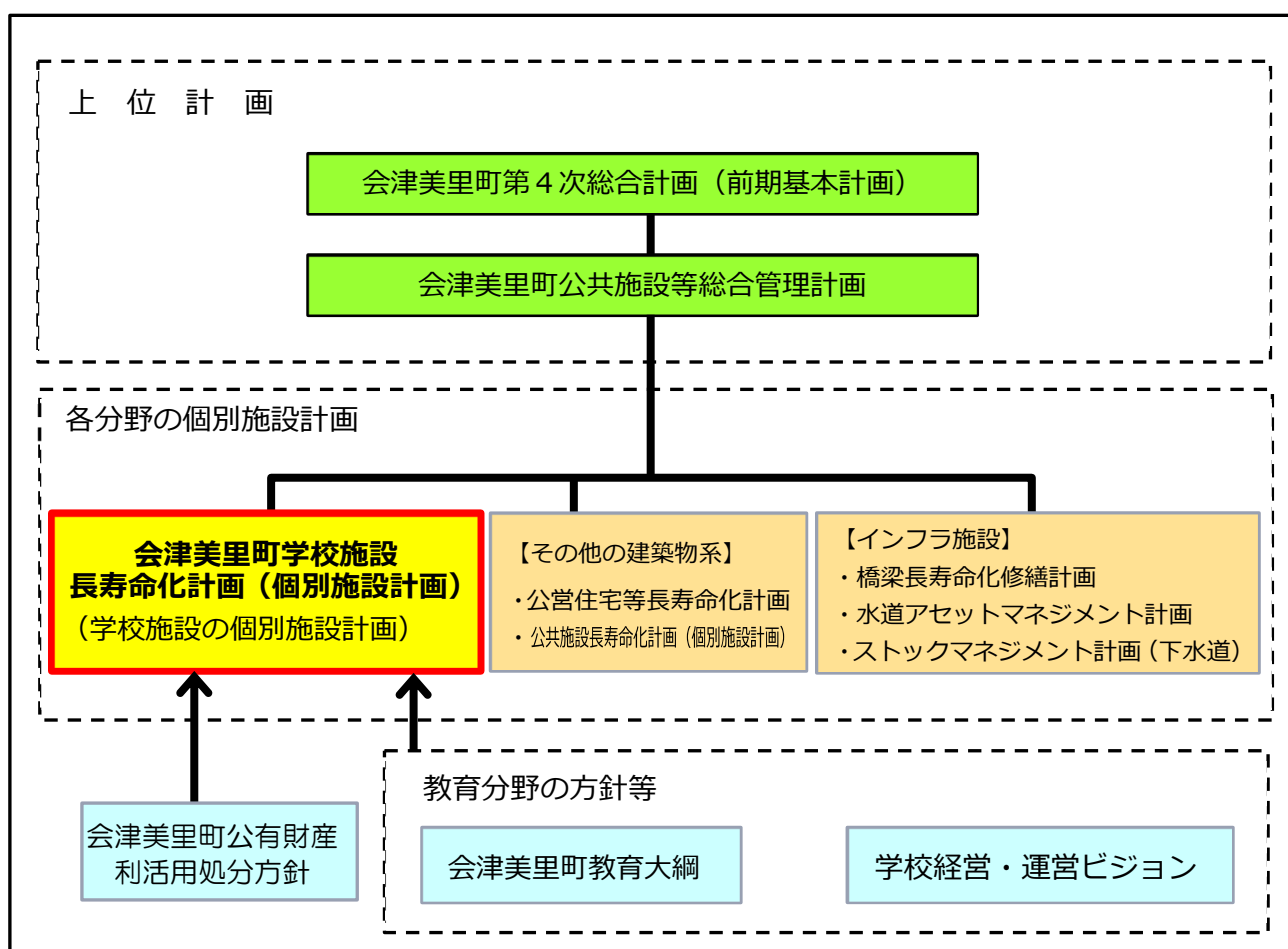 上　位　計　画
会津美里町第４次総合計画（前期基本計画）
会津美里町公共施設等総合管理計画
各分野の個別施設計画
会津美里町学校施設
長寿命化計画（個別施設計画）
（学校施設の個別施設計画）
【その他の建築物系】
・公営住宅等長寿命化計画
・公共施設長寿命化計画（個別施設計画）
【インフラ施設】
・橋梁長寿命化修繕計画
・水道アセットマネジメント計画
・ストックマネジメント計画（下水道）
会津美里町公有財産
利活用処分方針
教育分野の方針等
会津美里町教育大綱
学校経営・運営ビジョン